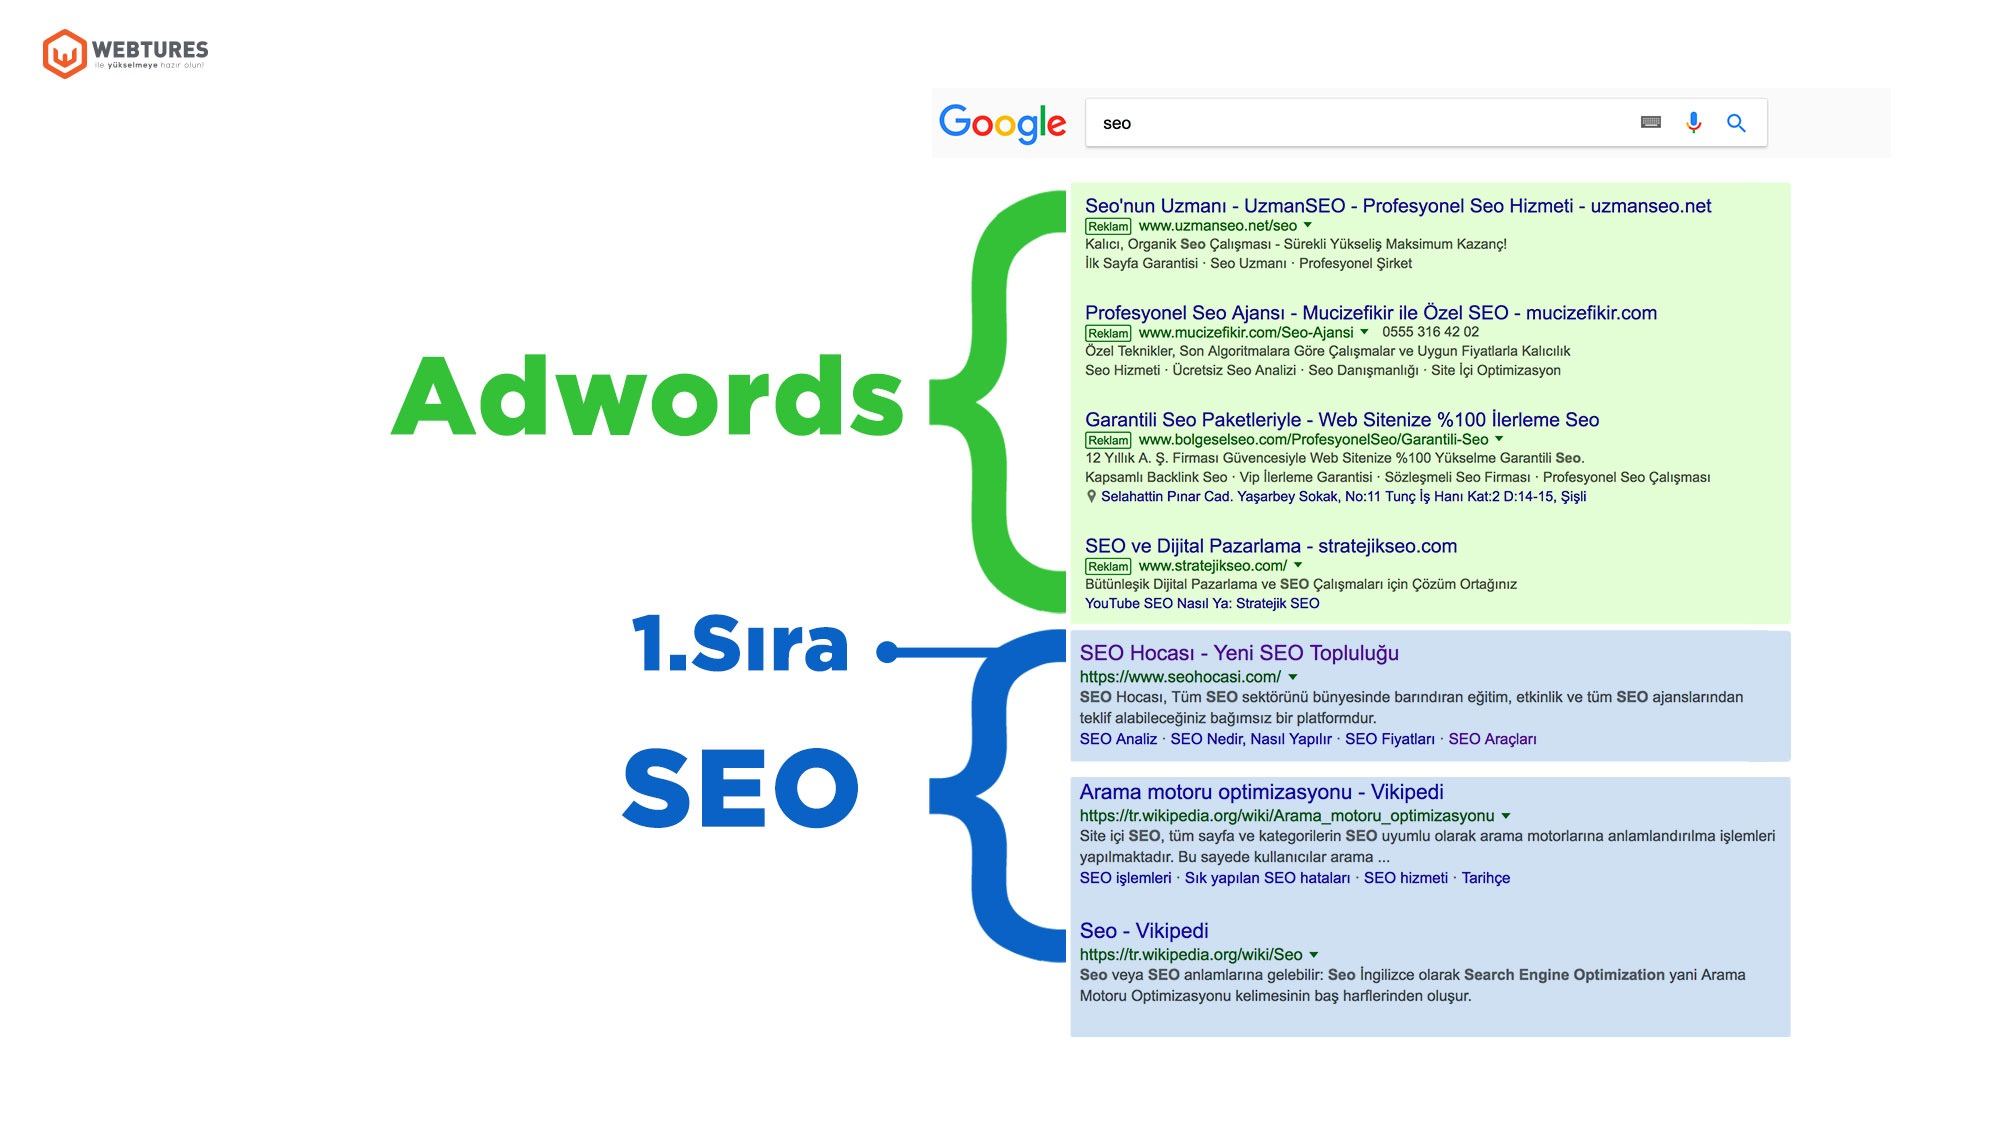 WEBTURES
ile yükselmeye hazır olun!
Google
seo
Adwords
Seo'nun Uzmanı - UzmanSEO - Profesyonel Seo Hizmeti - uzmanseo.net
Reklam www.uzmanseo.net/seo
Kalıcı, Organik Seo Çalışması - Sürekli Yükseliş Maksimum Kazanç!
İlk Sayfa Garantisi · Seo Uzmanı · Profesyonel Şirket
Profesyonel Seo Ajansı - Mucizefikir ile Özel SEO - mucizefikir.com
Reklam www.mucizefikir.com/Seo-Ajansi 0555 316 42 02
Özel Teknikler, Son Algoritmalara Göre Çalışmalar ve Uygun Fiyatlarla Kalıcılık
Seo Hizmeti · Ücretsiz Seo Analizi · Seo Danışmanlığı · Site İçi Optimizasyon
Garantili Seo Paketleriyle - Web Sitenize %100 İlerleme Seo
Reklam www.bolgeselseo.com/ProfesyonelSeo/Garantili-Seo
12 Yıllık A. Ş. Firması Güvencesiyle Web Sitenize %100 Yükselme Garantili Seo.
Kapsamlı Backlink Seo · Vip İlerleme Garantisi · Sözleşmeli Seo Firması · Profesyonel Seo Çalışması
Selahattin Pınar Cad. Yaşarbey Sokak, No:11 Tunç İş Hanı Kat:2 D:14-15, Şişli
SEO ve Dijital Pazarlama - stratejikseo.com
Reklam www.stratejikseo.com/
Bütünleşik Dijital Pazarlama ve SEO Çalışmaları için Çözüm Ortağınız
YouTube SEO Nasıl Ya: Stratejik SEO
1.Sıra
SEO
SEO Hocası - Yeni SEO Topluluğu
https://www.seohocasi.com/
SEO Hocası, Tüm SEO sektörünü bünyesinde barındıran eğitim, etkinlik ve tüm SEO ajanslarından
teklif alabileceğiniz bağımsız bir platformdur.
SEO Analiz · SEO Nedir, Nasıl Yapılır · SEO Fiyatları · SEO Araçları
Arama motoru optimizasyonu - Vikipedi
https://tr.wikipedia.org/wiki/Arama_motoru_optimizasyonu
Site içi SEO, tüm sayfa ve kategorilerin SEO uyumlu olarak arama motorlarına anlamlandırılma işlemleri
yapılmaktadır. Bu sayede kullanıcılar arama ...
SEO işlemleri · Sık yapılan SEO hataları · SEO hizmeti · Tarihçe
Seo - Vikipedi
https://tr.wikipedia.org/wiki/Seo
Seo veya SEO anlamlarına gelebilir: Seo İngilizce olarak Search Engine Optimization yani Arama
Motoru Optimizasyonu kelimesinin baş harflerinden oluşur.